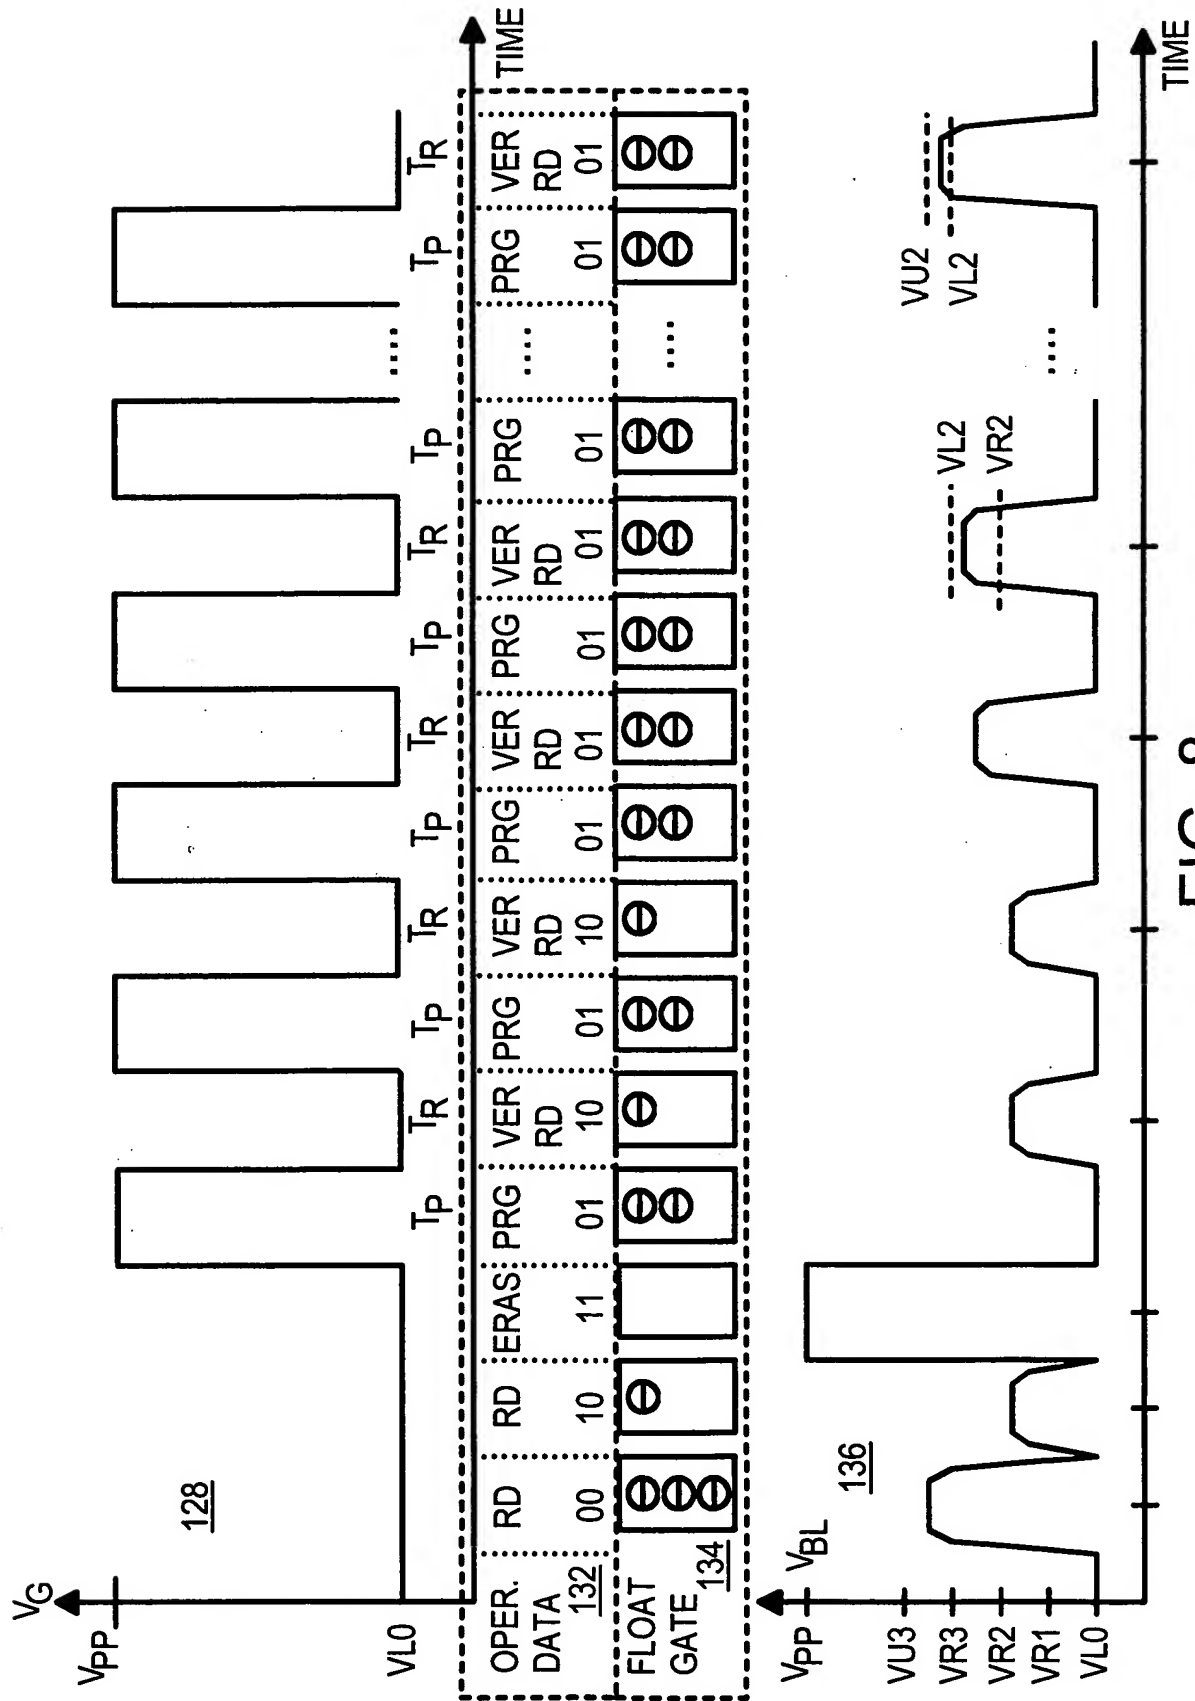 VG
VPP
VL0
128
TP TR TP TR TP TR TP TR TP .... TP TR
TIME
OPER. RD RD ERAS PRG VER PRG VER PRG VER PRG VER PRG .... PRG VER
RD RD RD RD RD
DATA 132 00 10 11 01 10 01 10 01 01 01 01 01 01 01
FLOAT
GATE 134
....
VBL
VPP
VU3
VR3
VR2
VR1
VL0
136
VL2
VR2
....
VU2
VL2
TIME